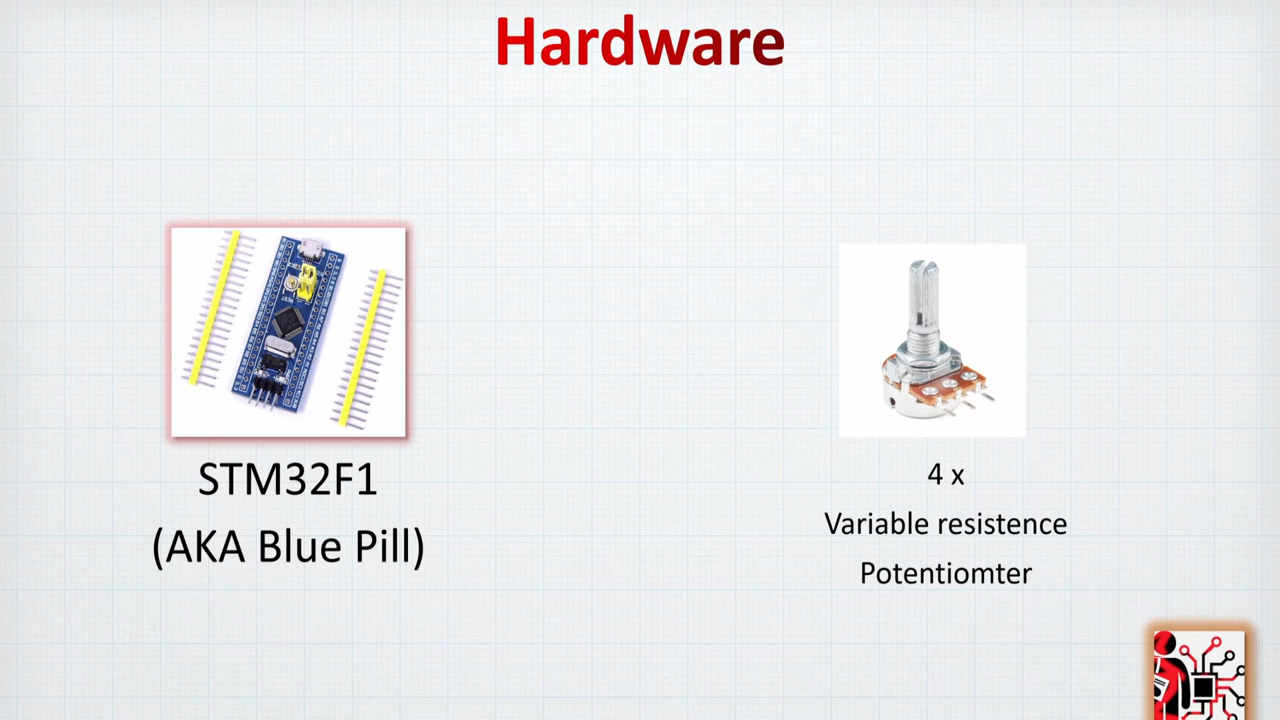 Hardware
STM32F1
(AKA Blue Pill)
4 x
Variable resistence
Potentiomter